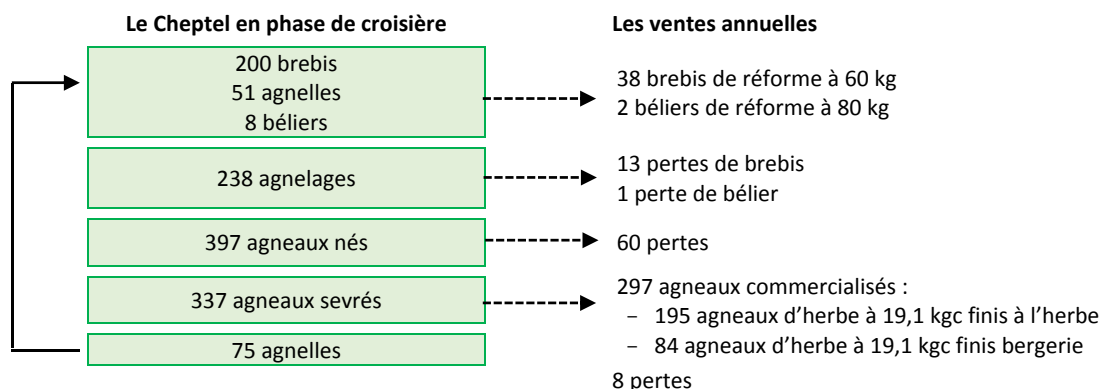 Le Cheptel en phase de croisière
Les ventes annuelles
200 brebis
51 agnelles
8 béliers
38 brebis de réforme à 60 kg
2 béliers de réforme à 80 kg
238 agnelages
13 pertes de brebis
1 perte de bélier
397 agneaux nés
60 pertes
337 agneaux sevrés
297 agneaux commercialisés :
− 195 agneaux d’herbe à 19,1 kgc finis à l’herbe
− 84 agneaux d’herbe à 19,1 kgc finis bergerie
75 agnelles
8 pertes